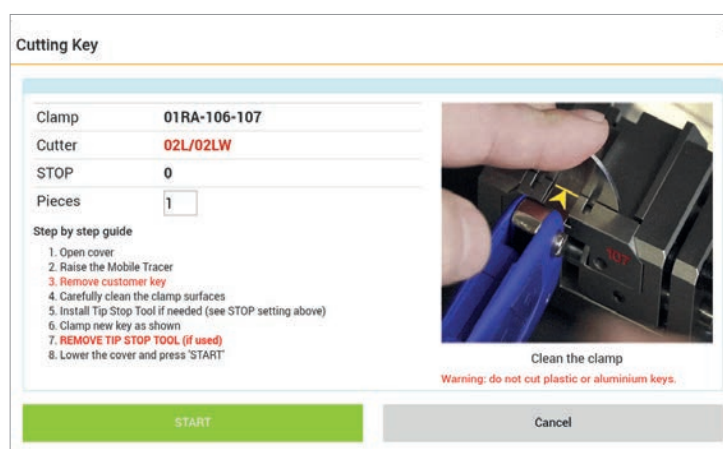 Cutting Key
Clamp 01RA-106-107
Cutter 02L/02LW
STOP 0
Pieces 1
Step by step guide
1. Open cover
2. Raise the Mobile Tracer
3. Remove customer key
4. Carefully clean the clamp surfaces
5. Install Tip Stop Tool if needed (see STOP setting above)
6. Clamp new key as shown
7. REMOVE TIP STOP TOOL (if used)
8. Lower the cover and press 'START'
107
Clean the clamp
Warning: do not cut plastic or aluminium keys.
START
Cancel